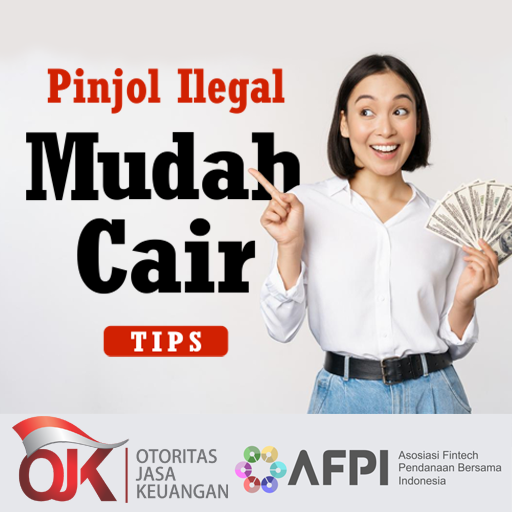 Pinjol Ilegal
Mudah
Cair
TIPS
OJK
OTORITAS
JASA
KEUANGAN
AFPI
Asosiasi Fintech
Pendanaan Bersama
Indonesia